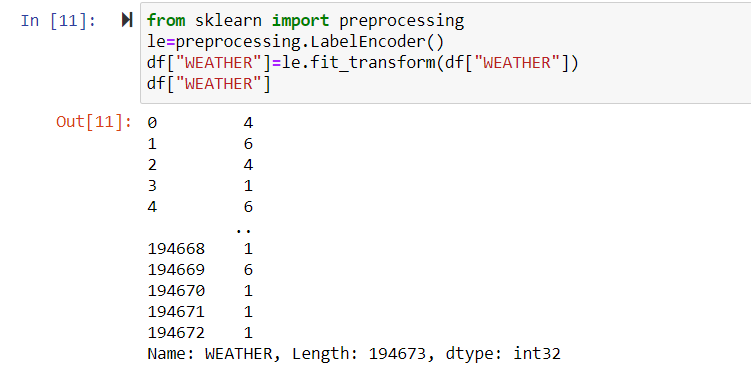 In [11]: from sklearn import preprocessing
le=preprocessing.LabelEncoder()
df["WEATHER"]=le.fit_transform(df["WEATHER"])
df["WEATHER"]
Out[11]: 0 4
1 6
2 4
3 1
4 6
..
194668 1
194669 6
194670 1
194671 1
194672 1
Name: WEATHER, Length: 194673, dtype: int32